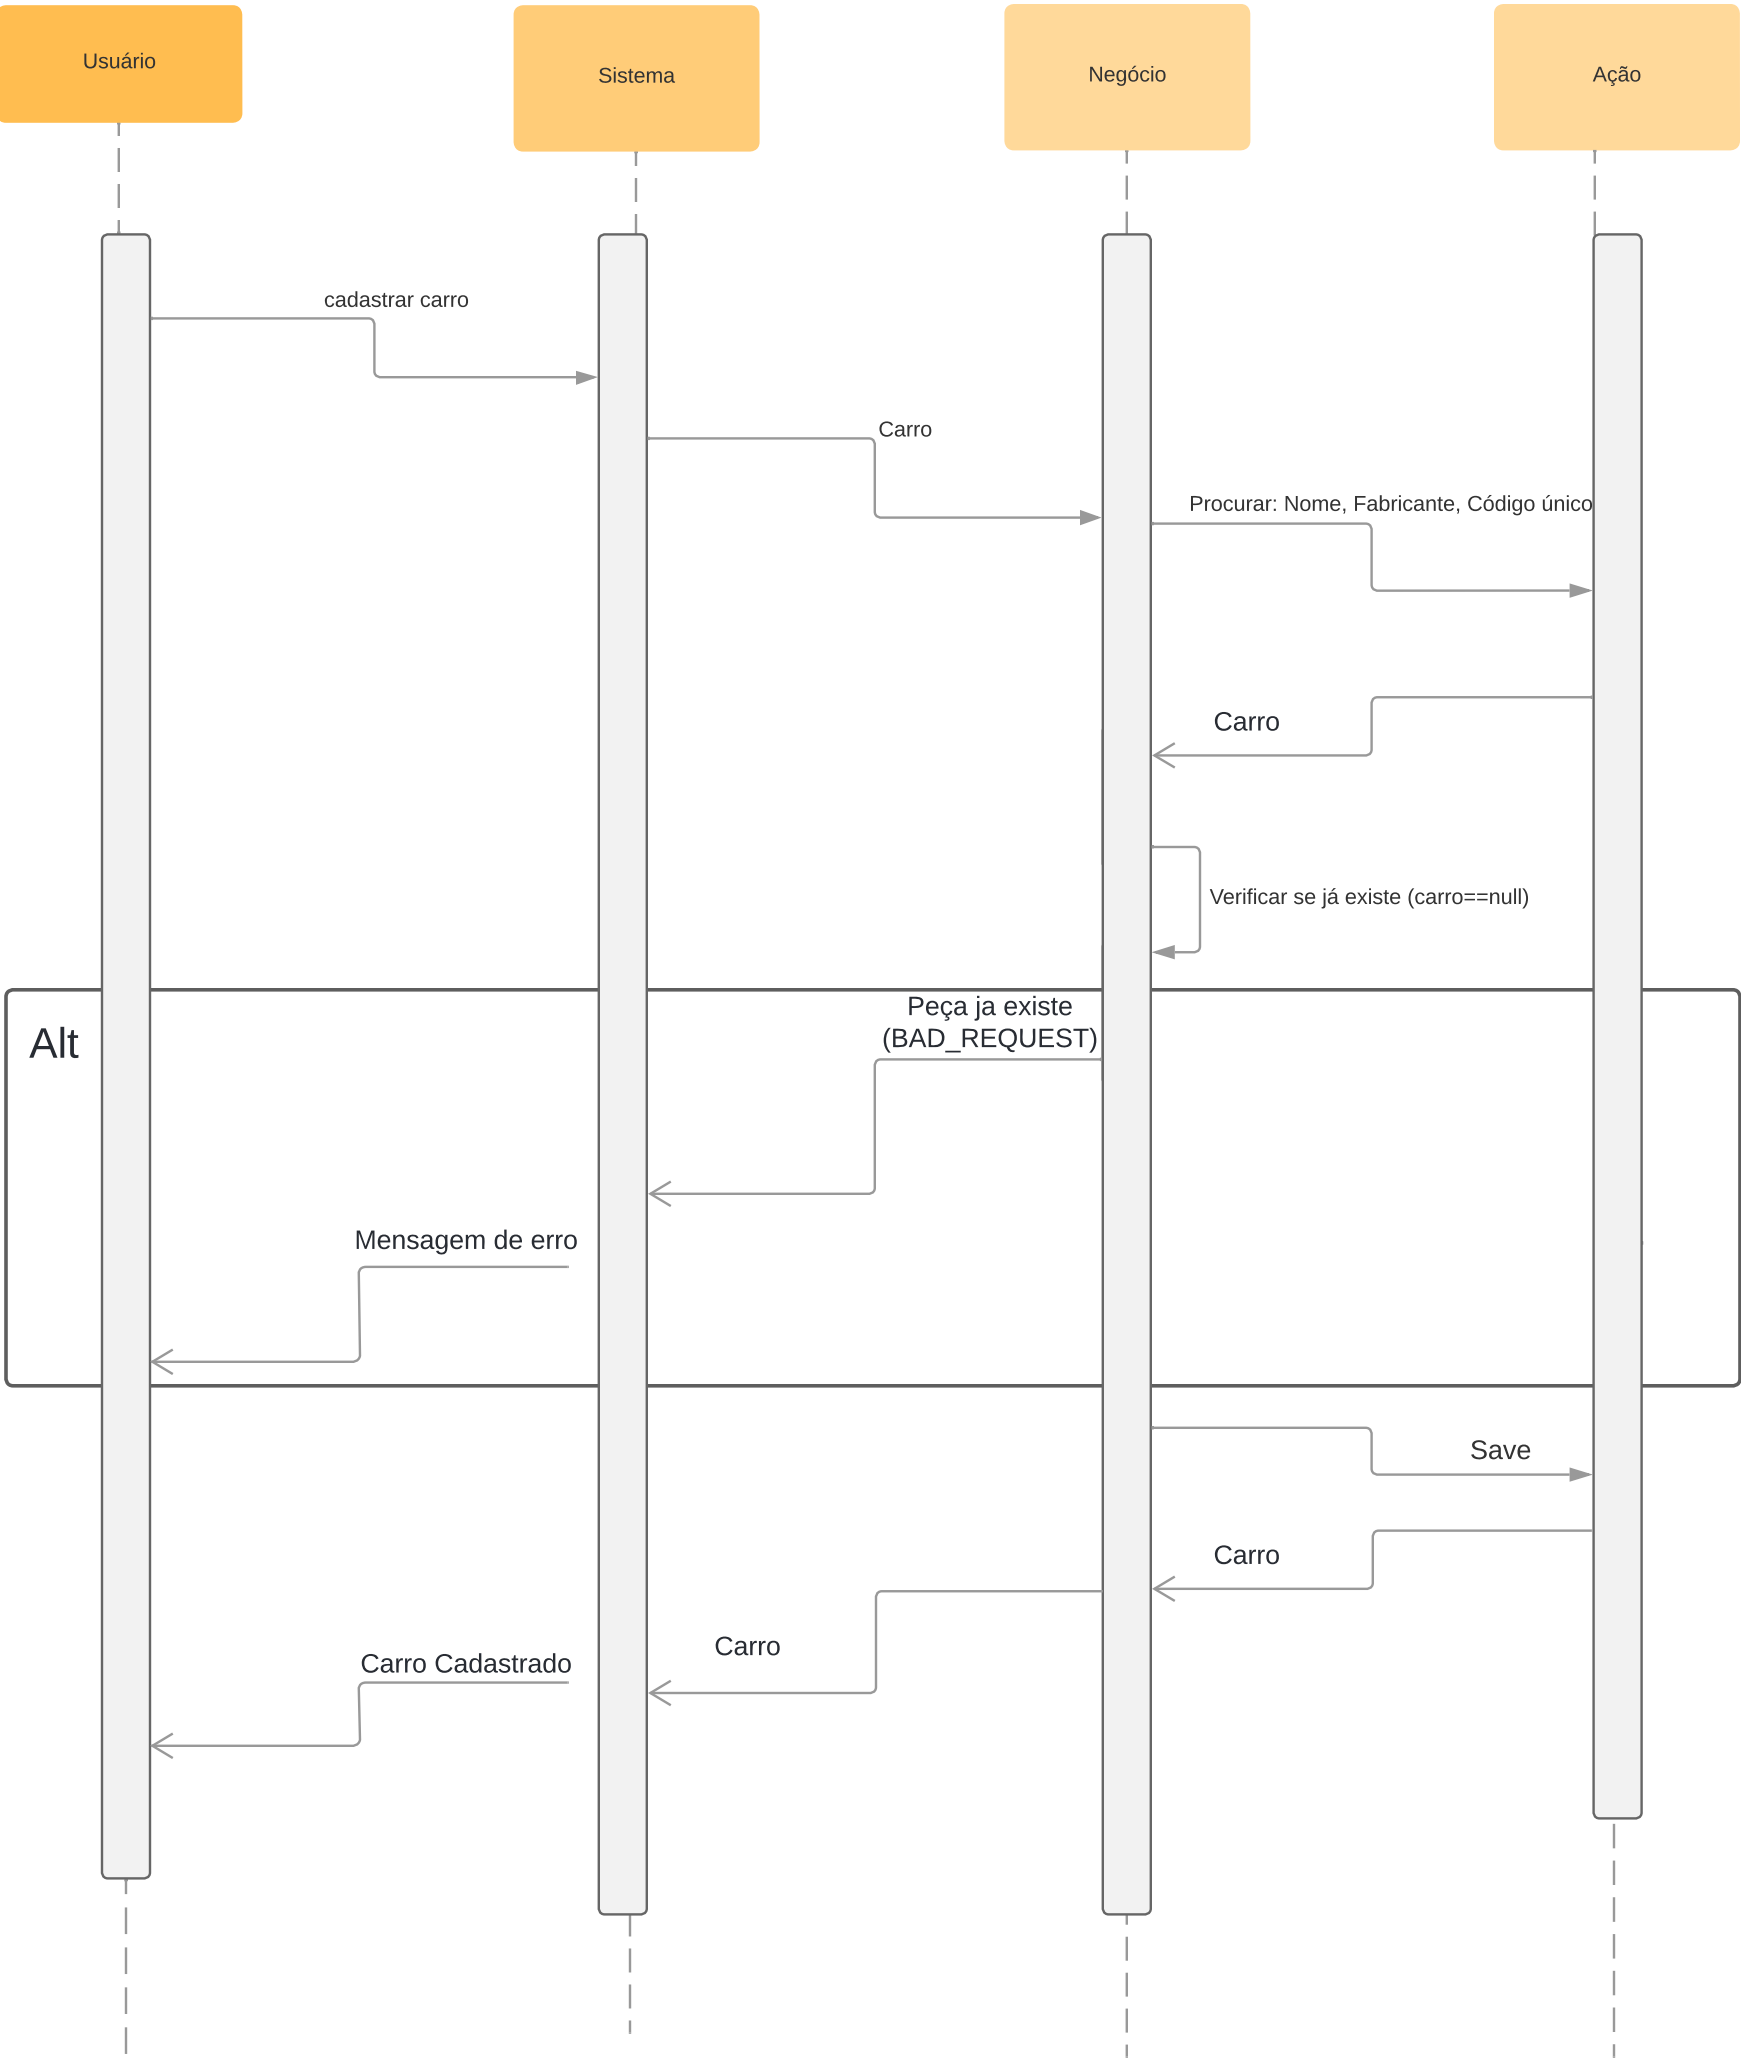 Usuário
Sistema
Negócio
Ação
cadastrar carro
Carro
Procurar: Nome, Fabricante, Código único
Carro
Verificar se já existe (carro==null)
Alt
Peça ja existe
(BAD_REQUEST)
Mensagem de erro
Save
Carro
Carro
Carro Cadastrado